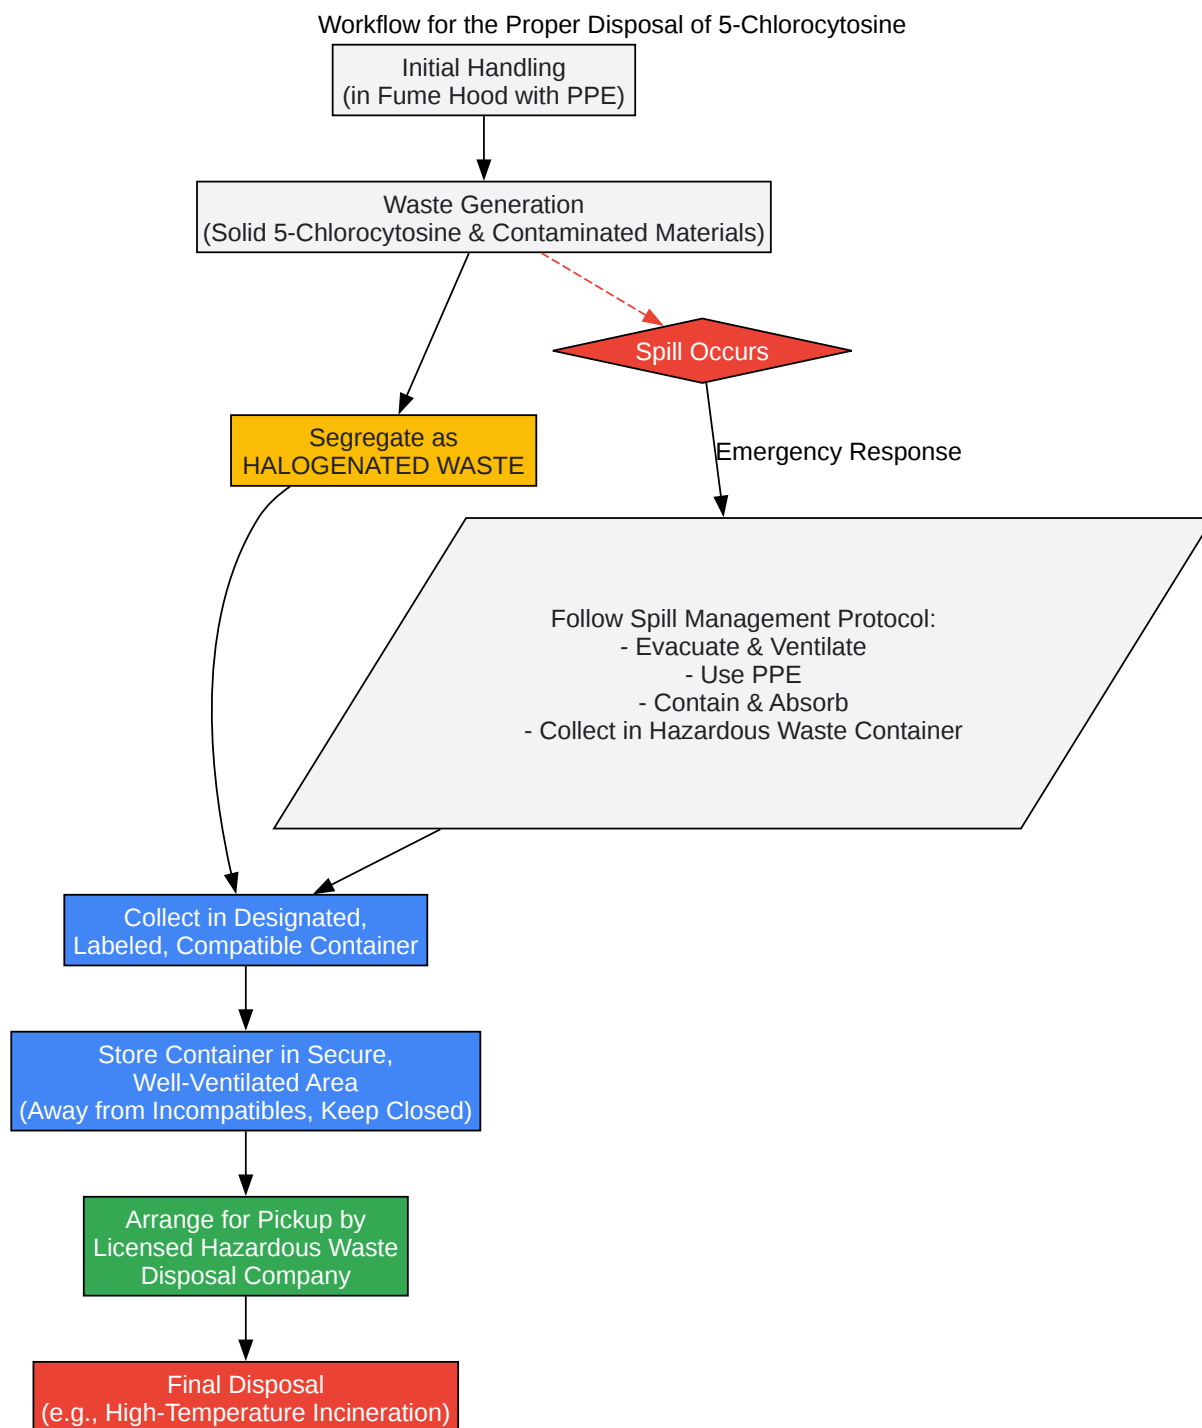 Workflow for the Proper Disposal of 5-Chlorocytosine
Initial Handling
(in Fume Hood with PPE)
Waste Generation
(Solid 5-Chlorocytosine & Contaminated Materials)
Spill Occurs
Segregate as
HALOGENATED WASTE
Emergency Response
Follow Spill Management Protocol:
- Evacuate & Ventilate
- Use PPE
- Contain & Absorb
- Collect in Hazardous Waste Container
Collect in Designated,
Labeled, Compatible Container
Store Container in Secure,
Well-Ventilated Area
(Away from Incompatibles, Keep Closed)
Arrange for Pickup by
Licensed Hazardous Waste
Disposal Company
Final Disposal
(e.g., High-Temperature Incineration)